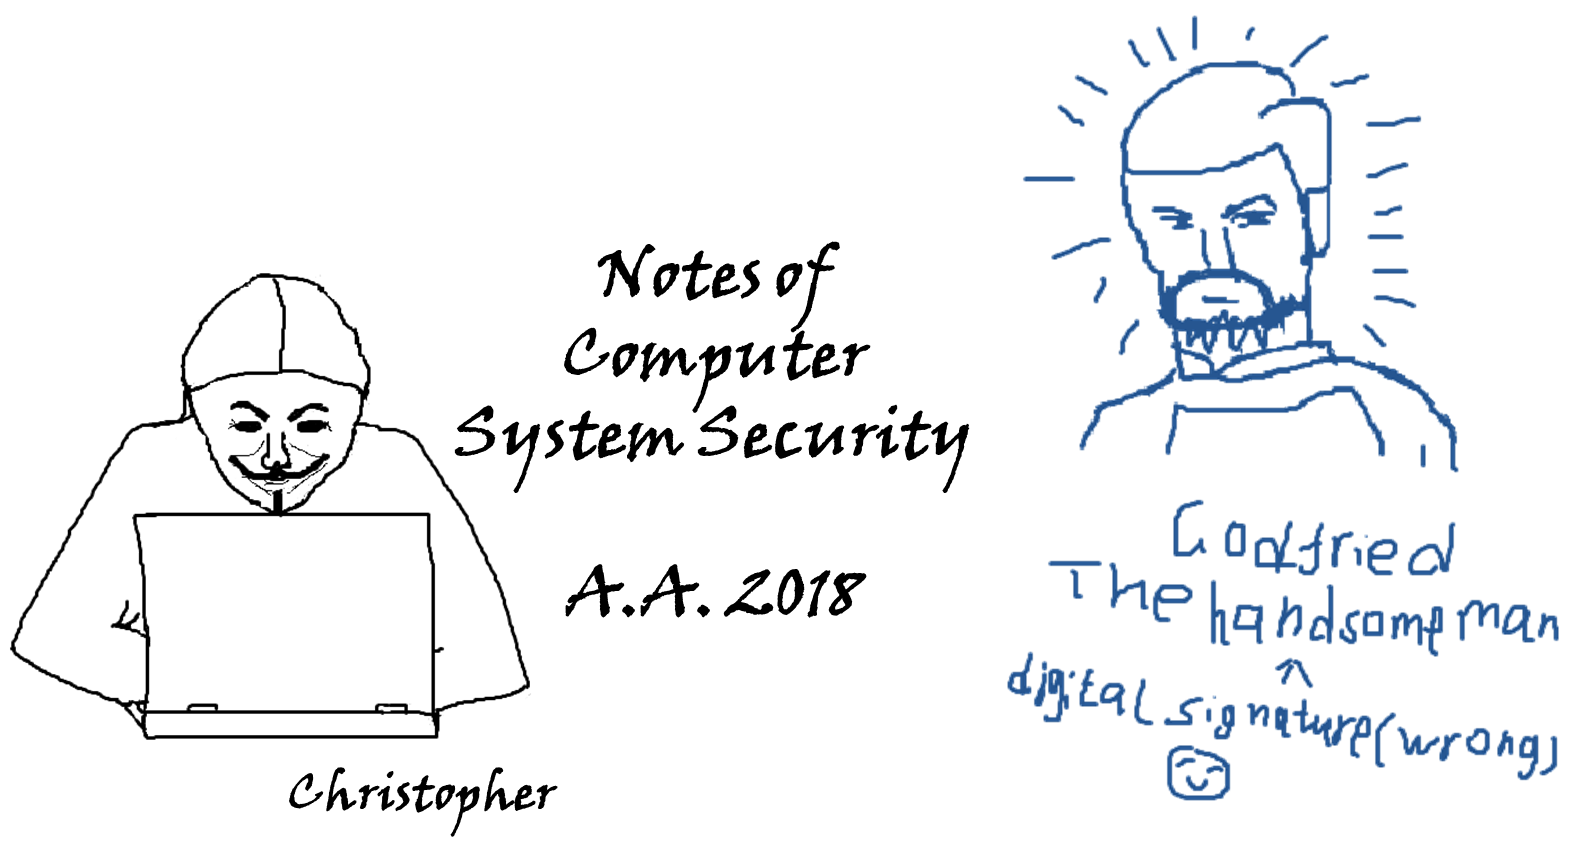 Notes of
Computer
System Security
A.A. 2018
Christopher
Godfried
The handsome man
^
digital signature (wrong)